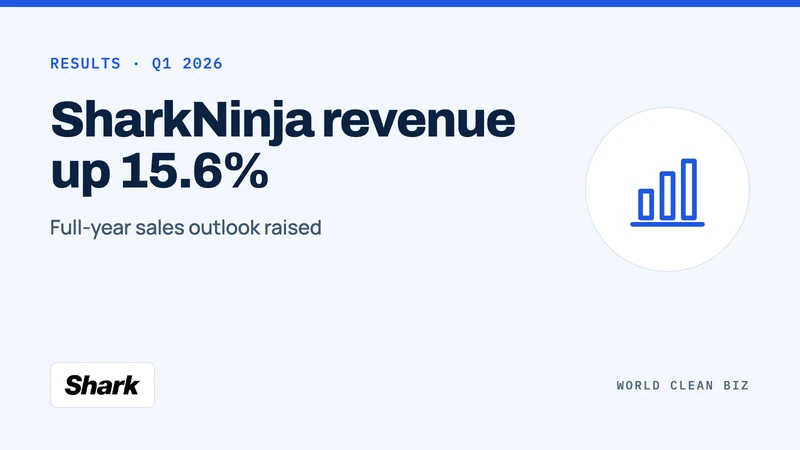 RESULTS · Q1 2026
SharkNinja revenue
up 15.6%
Full-year sales outlook raised
Shark
WORLD CLEAN BIZ